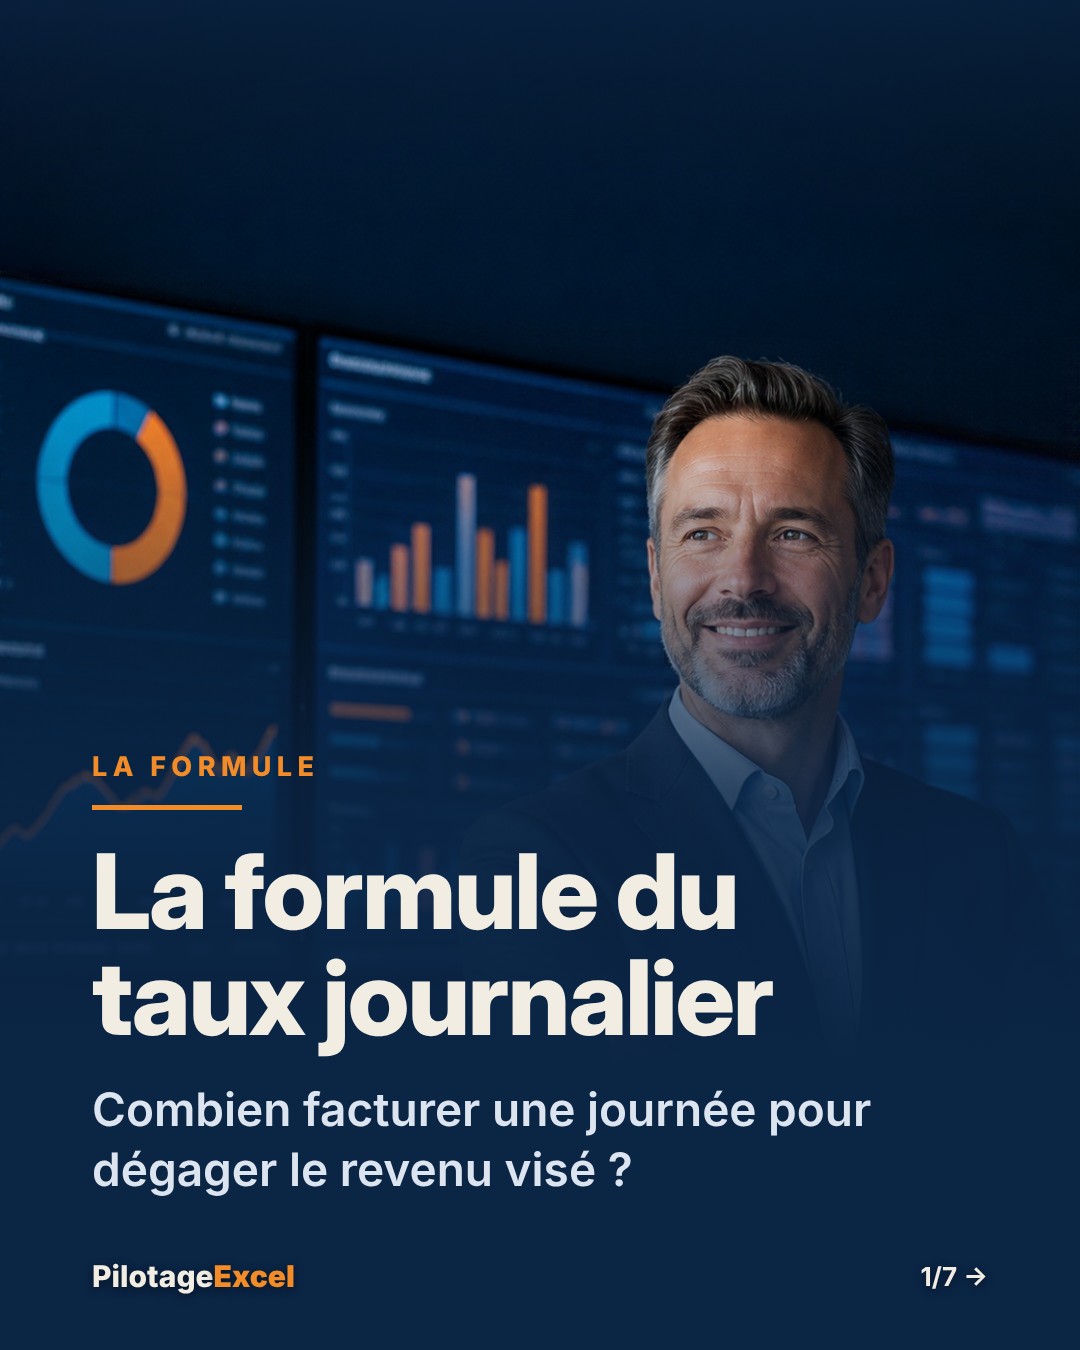 LA FORMULE
La formule du
taux journalier
Combien facturer une journée pour
dégager le revenu visé ?
PilotageExcel
1/7 →